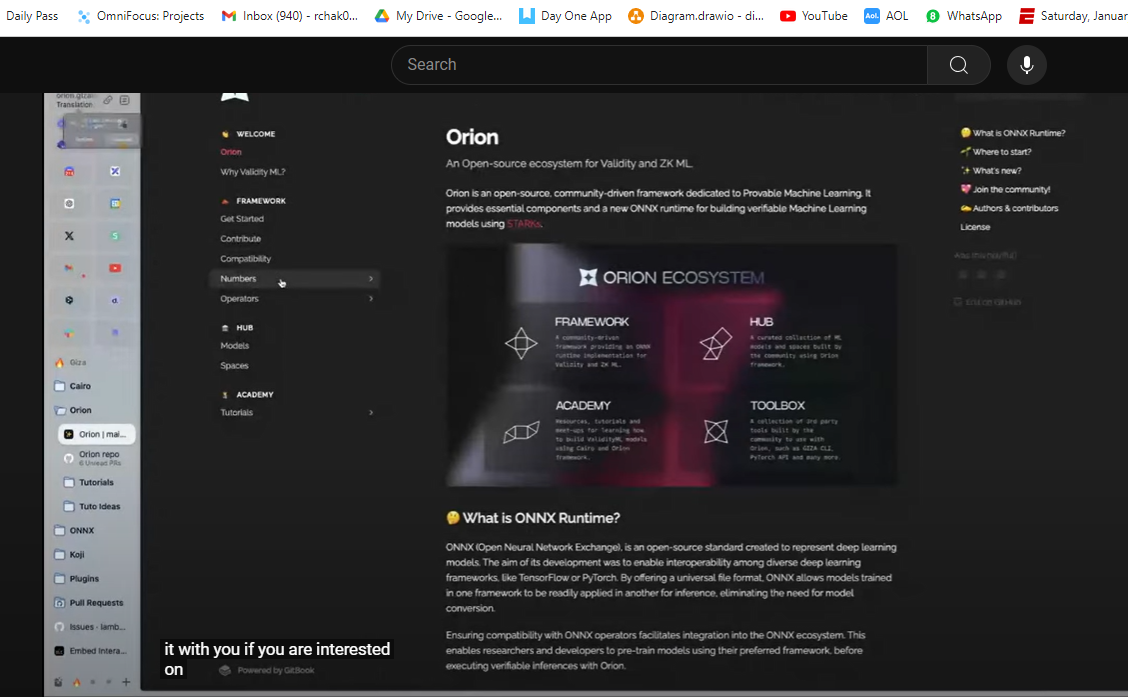 Daily Pass
OmniFocus: Projects
Inbox (940) - rchak0...
My Drive - Google...
Day One App
Diagram.drawio - di...
YouTube
AOL
WhatsApp
Saturday, Januar
Search
Translation
Giza
Cairo
Orion
Orion | mai...
Orion repo
6 Unread PRs
Tutorials
Tuto Ideas
ONNX
Koji
Plugins
Pull Requests
Issues · lamb...
Embed Intera...
WELCOME
Orion
Why Validity ML?
FRAMEWORK
Get Started
Contribute
Compatibility
Numbers
Operators
HUB
Models
Spaces
ACADEMY
Tutorials
Powered by GitBook
Orion
An Open-source ecosystem for Validity and ZK ML.
Orion is an open-source, community-driven framework dedicated to Provable Machine Learning. It
provides essential components and a new ONNX runtime for building verifiable Machine Learning
models using STARKs.
ORION ECOSYSTEM
FRAMEWORK
A community-driven
framework providing an ONNX
runtime implementation for
Validity and ZK ML.
HUB
A curated collection of ML
models and spaces built by
the community using Orion
framework.
ACADEMY
Resources, tutorials and
meet-ups for learning how
to build ValidityML models
using Cairo and Orion
framework.
TOOLBOX
A collection of 3rd party
tools built by the
community to use with
Orion, such as GIZA CLI,
PyTorch API and many more.
🤔 What is ONNX Runtime?
ONNX (Open Neural Network Exchange), is an open-source standard created to represent deep learning
models. The aim of its development was to enable interoperability among diverse deep learning
frameworks, like TensorFlow or PyTorch. By offering a universal file format, ONNX allows models trained
in one framework to be readily applied in another for inference, eliminating the need for model
conversion.
Ensuring compatibility with ONNX operators facilitates integration into the ONNX ecosystem. This
enables researchers and developers to pre-train models using their preferred framework, before
executing verifiable inferences with Orion.
🤔 What is ONNX Runtime?
Where to start?
What's new?
Join the community!
Authors & contributors
License
Was this helpful?
Edit on GitHub
it with you if you are interested
on